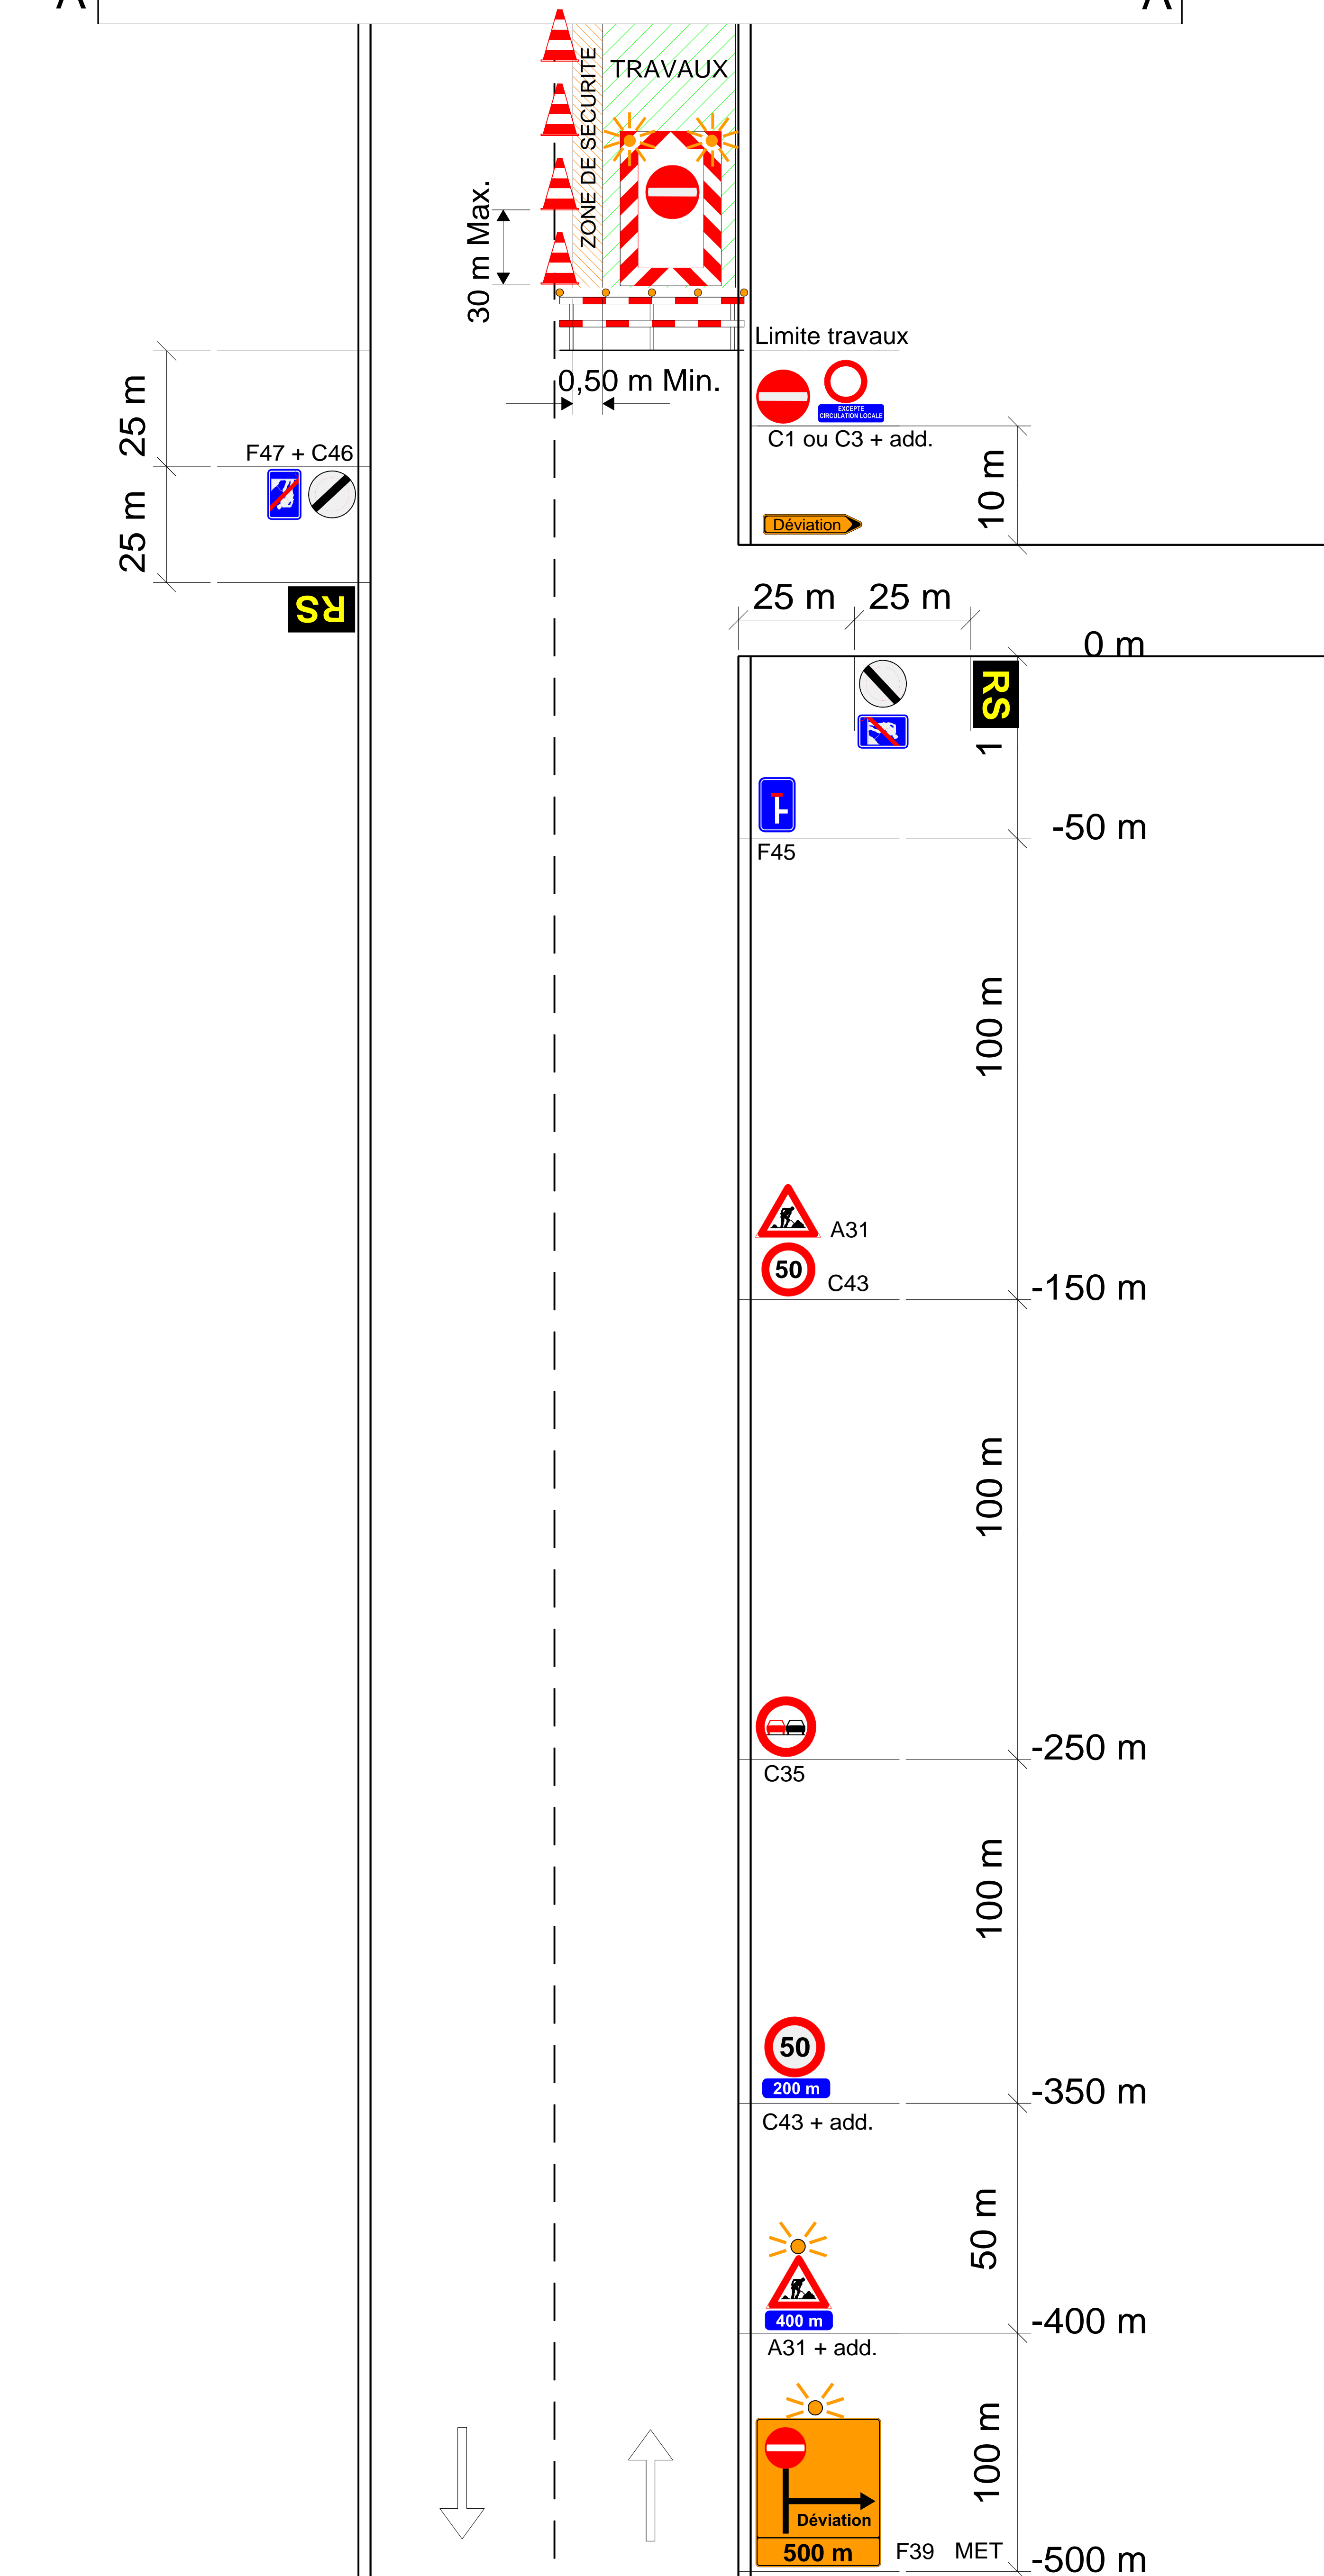 A A
TRAVAUX
ZONE DE SECURITE
30 m Max.
Limite travaux
0,50 m Min.
EXCEPTE
CIRCULATION LOCALE
C1 ou C3 + add.
25 m
F47 + C46
25 m
10 m
Déviation
RS
25 m 25 m
0 m
RS
1
-50 m
F45
100 m
A31
50
C43
-150 m
100 m
-250 m
C35
100 m
50
200 m
-350 m
C43 + add.
50 m
400 m
-400 m
A31 + add.
100 m
Déviation
500 m
F39 MET
-500 m